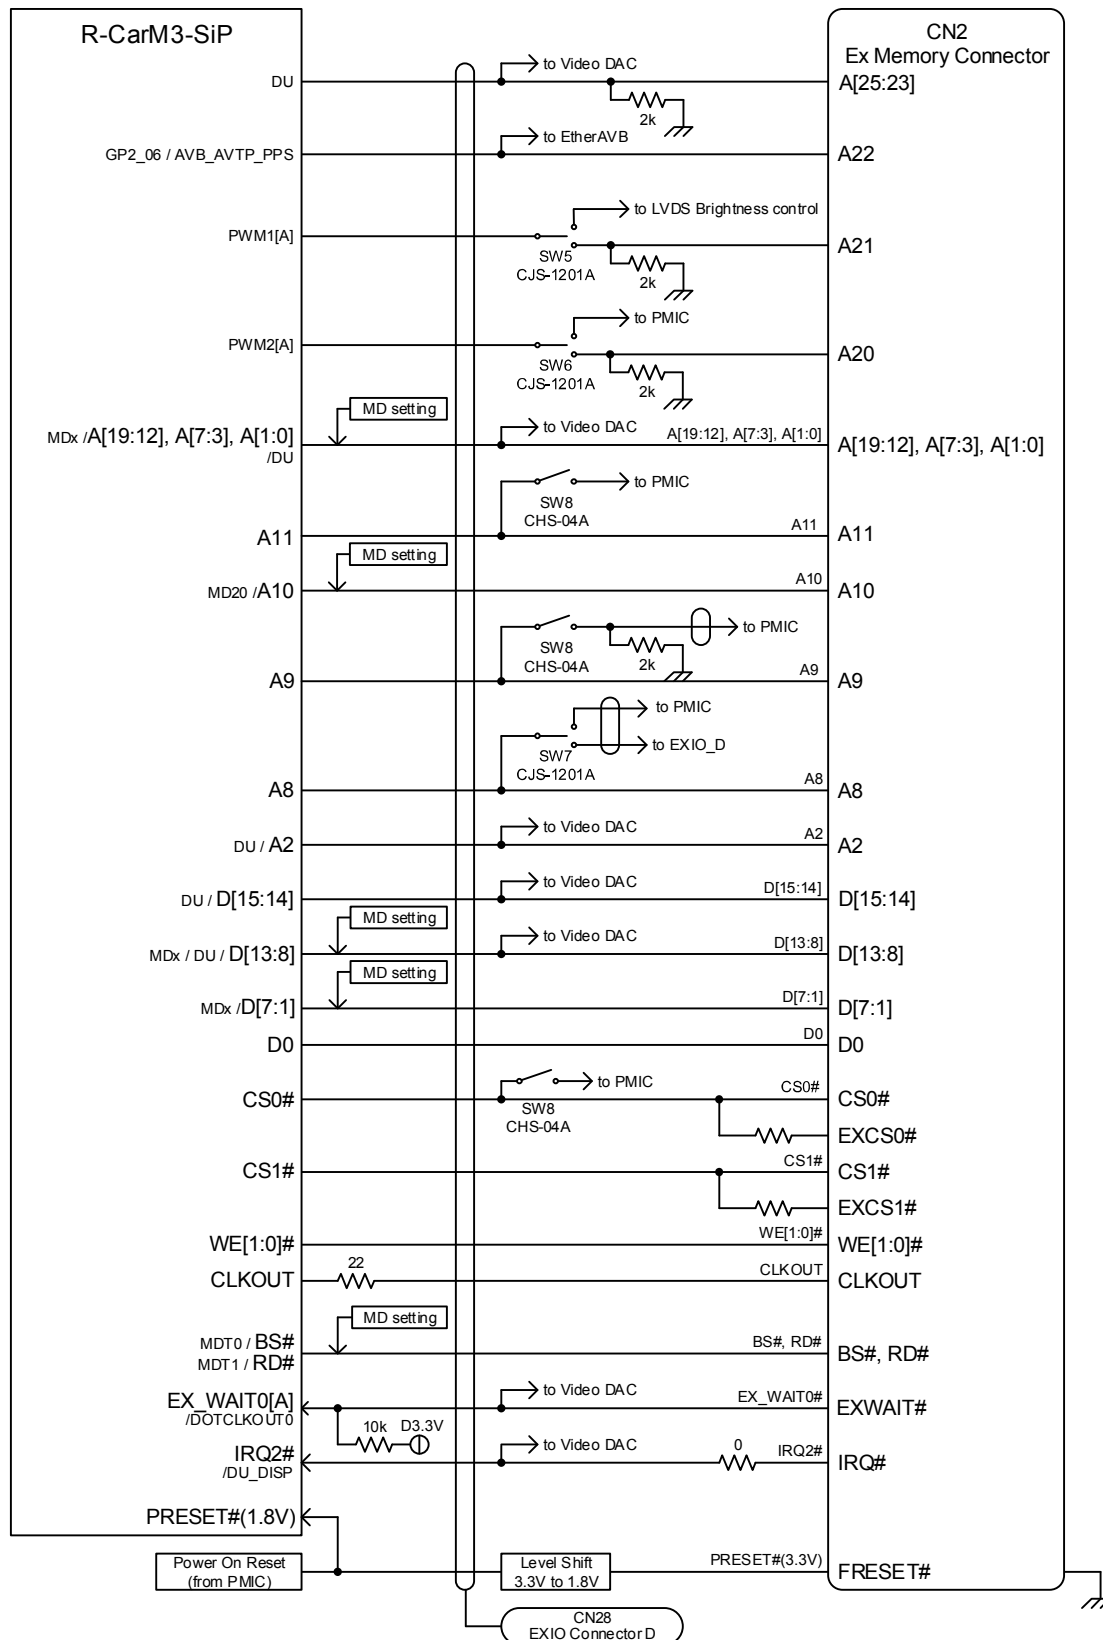 R-CarM3-SiP
CN2
Ex Memory Connector
to Video DAC
DU
A[25:23]
2k
to EtherAVB
GP2_06 / AVB_AVTP_PPS
A22
to LVDS Brightness control
PWM1[A]
A21
SW5
CJS-1201A
2k
to PMIC
PWM2[A]
A20
SW6
CJS-1201A
2k
MD setting
to Video DAC
MDx /A[19:12], A[7:3], A[1:0]
/DU
A[19:12], A[7:3], A[1:0]
A[19:12], A[7:3], A[1:0]
to PMIC
SW8
CHS-04A
A11
A11
A11
MD setting
MD20 /A10
A10
A10
to PMIC
SW8
CHS-04A
2k
A9
A9
A9
to PMIC
to EXIO_D
SW7
CJS-1201A
A8
A8
A8
to Video DAC
DU / A2
A2
A2
to Video DAC
DU / D[15:14]
D[15:14]
D[15:14]
MD setting
to Video DAC
MDx / DU / D[13:8]
D[13:8]
D[13:8]
MD setting
MDx /D[7:1]
D[7:1]
D[7:1]
D0
D0
D0
to PMIC
SW8
CHS-04A
CS0#
CS0#
CS0#
EXCS0#
CS1#
CS1#
CS1#
EXCS1#
WE[1:0]#
WE[1:0]#
WE[1:0]#
22
CLKOUT
CLKOUT
CLKOUT
MD setting
MDT0 / BS#
MDT1 / RD#
BS#, RD#
BS#, RD#
to Video DAC
EX_WAIT0[A]
/DOTCLKOUT0
EX_WAIT0#
EXWAIT#
10k
D3.3V
to Video DAC
IRQ2#
/DU_DISP
0
IRQ2#
IRQ#
PRESET#(1.8V)
Power On Reset
(from PMIC)
Level Shift
3.3V to 1.8V
PRESET#(3.3V)
FRESET#
CN28
EXIO Connector D